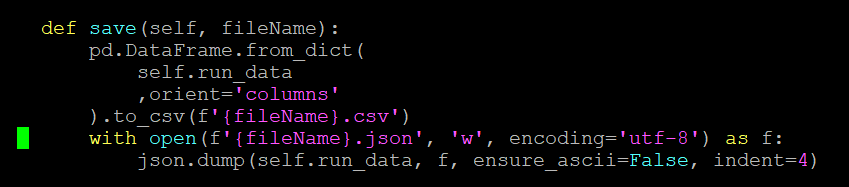 def save(self, fileName):
    pd.DataFrame.from_dict(
        self.run_data
        ,orient='columns'
    ).to_csv(f'{fileName}.csv')
    with open(f'{fileName}.json', 'w', encoding='utf-8') as f:
        json.dump(self.run_data, f, ensure_ascii=False, indent=4)